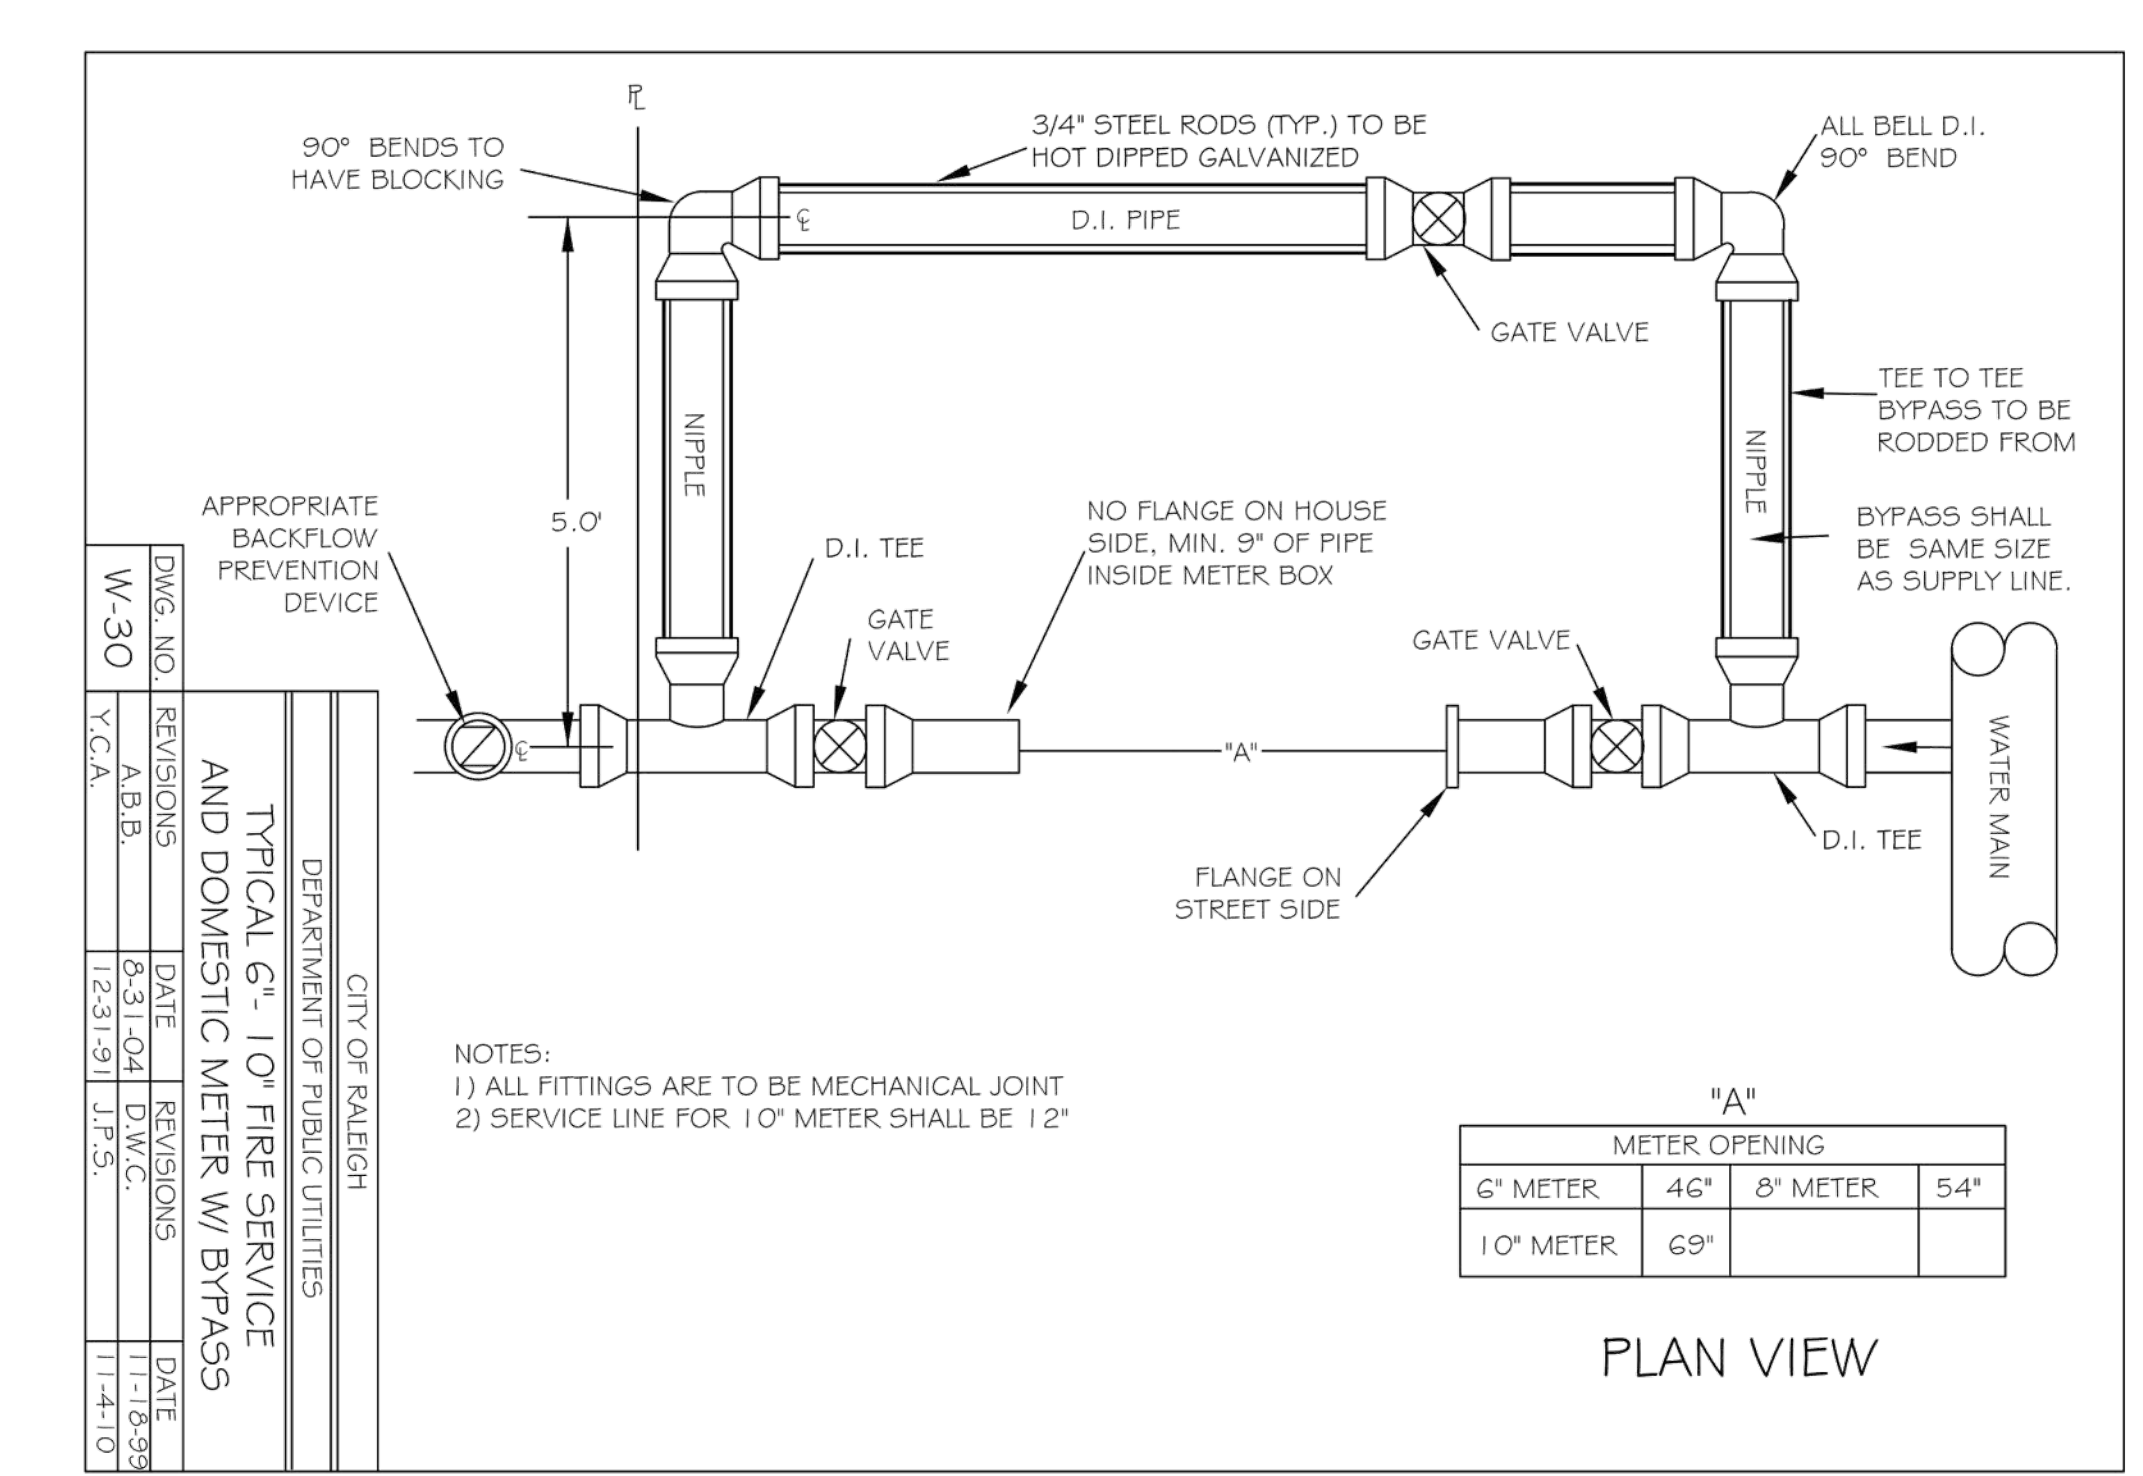 PL
90° BENDS TO
HAVE BLOCKING
3/4" STEEL RODS (TYP.) TO BE
HOT DIPPED GALVANIZED
ALL BELL D.I.
90° BEND
CL
D.I. PIPE
GATE VALVE
TEE TO TEE
BYPASS TO BE
RODDED FROM
NIPPLE
NIPPLE
BYPASS SHALL
BE SAME SIZE
AS SUPPLY LINE.
APPROPRIATE
BACKFLOW
PREVENTION
DEVICE
5.0'
D.I. TEE
NO FLANGE ON HOUSE
SIDE, MIN. 9" OF PIPE
INSIDE METER BOX
GATE
VALVE
GATE VALVE
CL
"A"
WATER MAIN
D.I. TEE
FLANGE ON
STREET SIDE
NOTES:
1) ALL FITTINGS ARE TO BE MECHANICAL JOINT
2) SERVICE LINE FOR 10" METER SHALL BE 12"
"A"
METER OPENING
6" METER 46" 8" METER 54"
10" METER 69"
PLAN VIEW
CITY OF RALEIGH
DEPARTMENT OF PUBLIC UTILITIES
TYPICAL 6"- 10" FIRE SERVICE
AND DOMESTIC METER W/ BYPASS
DWG. NO. REVISIONS DATE REVISIONS DATE
W-30 A.B.B. 8-31-04 D.W.C. 11-18-99
Y.C.A. 12-31-91 J.P.S. 11-4-10